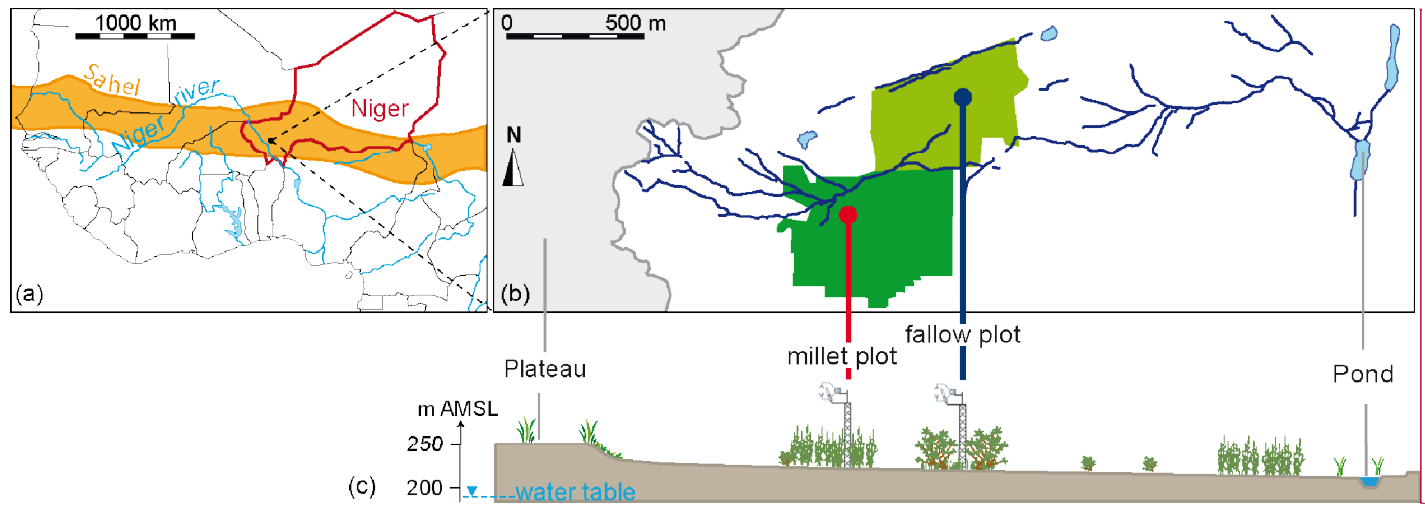 1000 km
Sahel
river
Niger
Niger
(a)
0 500 m
N
(b)
millet plot
fallow plot
Plateau
Pond
m AMSL
250
200
(c)
water table